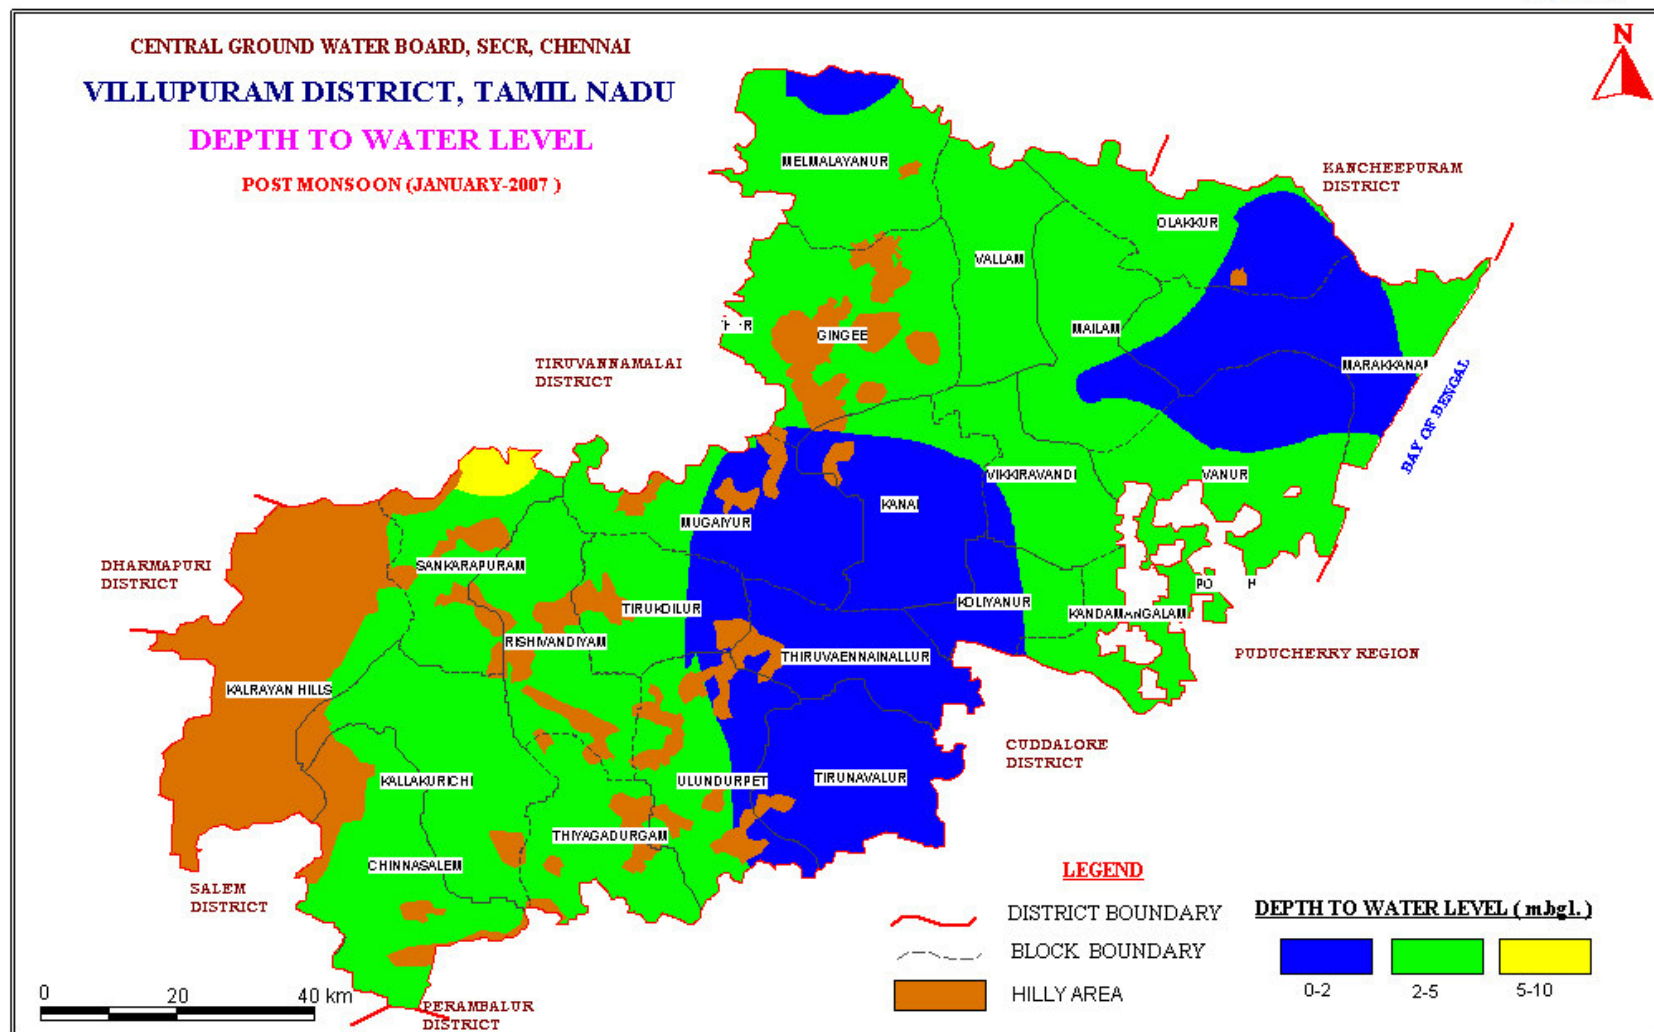 CENTRAL GROUND WATER BOARD, SECR, CHENNAI
VILLUPURAM DISTRICT, TAMIL NADU
DEPTH TO WATER LEVEL
POST MONSOON (JANUARY-2007 )
N
MELMALAYANUR
KANCHEEPURAM
DISTRICT
OLAKKUR
VALLAM
MAILAM
GINGEE
TIRUVANNAMALAI
DISTRICT
MARAKKANAM
BAY OF BENGAL
VIKKIRAVANDI
VANUR
KANAI
MUGAIYUR
DHARMAPURI
DISTRICT
SANKARAPURAM
TIRUKOILUR
KOLIYANUR
KANDAMANGALAM
RISHIVANDIYAM
THIRUVAENNAINALLUR
PUDUCHERRY REGION
KALRAYAN HILLS
CUDDALORE
DISTRICT
KALLAKURICHI
ULUNDURPET
TIRUNAVALUR
THIYAGADURGAM
CHINNASALEM
SALEM
DISTRICT
PERAMBALUR
DISTRICT
0 20 40 km
LEGEND
DISTRICT BOUNDARY
BLOCK BOUNDARY
HILLY AREA
DEPTH TO WATER LEVEL ( m.bgl. )
0-2 2-5 5-10